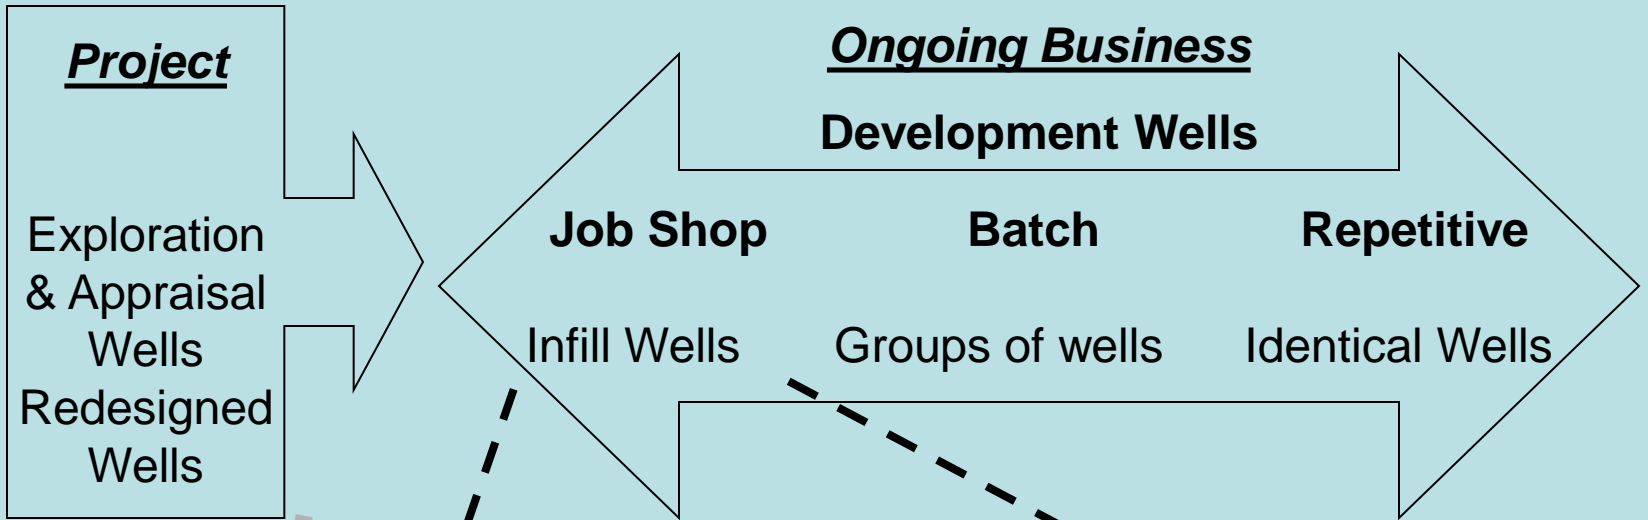 Project
Exploration
& Appraisal
Wells
Redesigned
Wells
Ongoing Business
Development Wells
Job Shop Batch Repetitive
Infill Wells Groups of wells Identical Wells